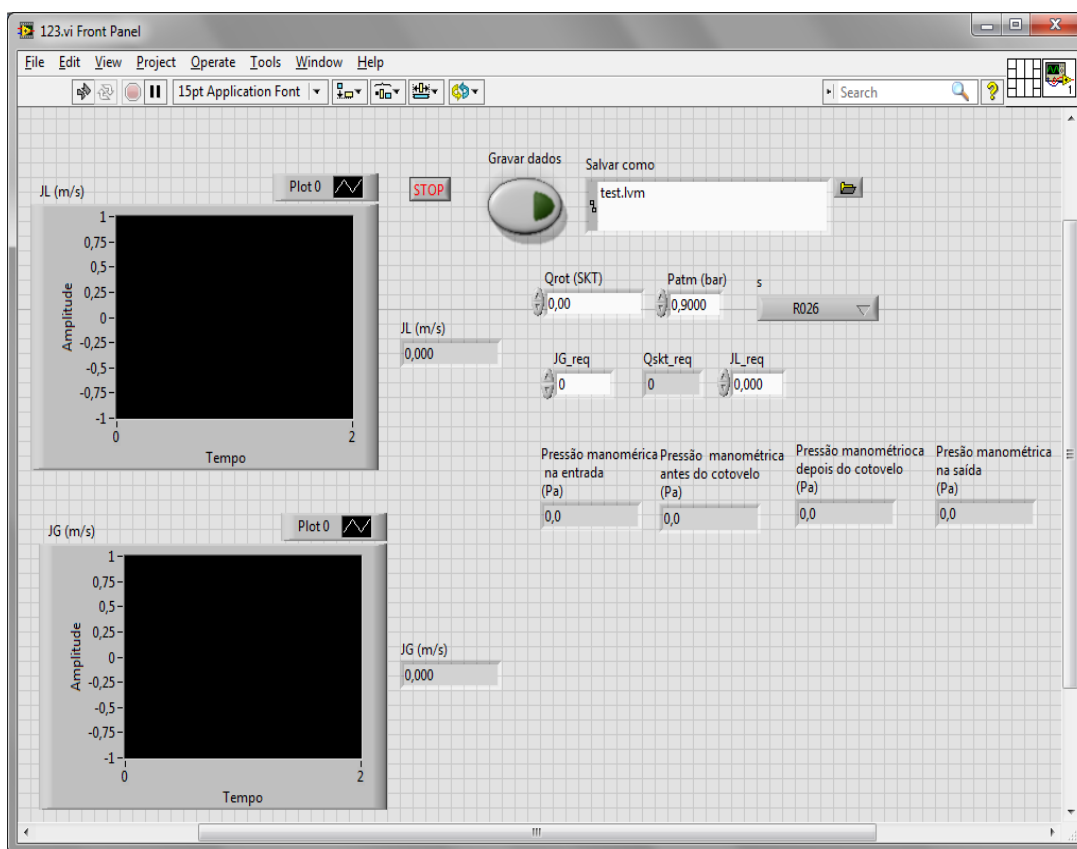 123.vi Front Panel
File Edit View Project Operate Tools Window Help
15pt Application Font
Search
1
Gravar dados
Salvar como
test.lvm
JL (m/s)
Plot 0
STOP
1
0,75
0,5
0,25
0
-0,25
-0,5
-0,75
-1
Amplitude
0
2
Tempo
JL (m/s)
0,000
Qrot (SKT)
0,00
Patm (bar)
0,9000
s
R026
JG_req
0
Qskt_req
0
JL_req
0,000
Pressão manomérica
na entrada
(Pa)
0,0
Pressão manométrica
antes do cotovelo
(Pa)
0,0
Pressão manométrioca
depois do cotovelo
(Pa)
0,0
Presão manométrica
na saída
(Pa)
0,0
JG (m/s)
Plot 0
1
0,75
0,5
0,25
0
-0,25
-0,5
-0,75
-1
Amplitude
0
2
Tempo
JG (m/s)
0,000